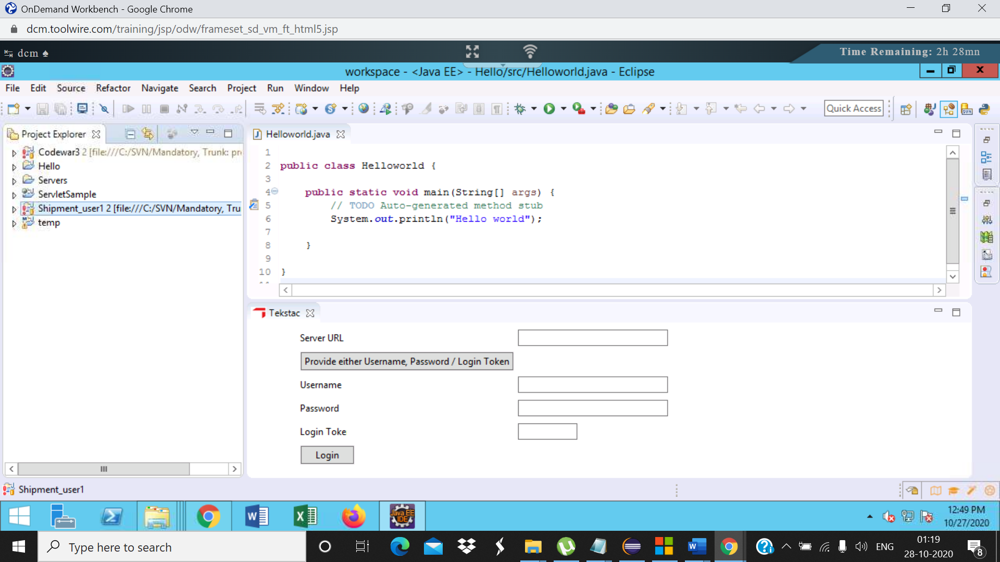 OnDemand Workbench - Google Chrome
dcm.toolwire.com/training/jsp/odw/frameset_sd_vm_ft_html5.jsp
dcm ♠
Time Remaining: 2h 28mn
workspace - <Java EE> - Hello/src/Helloworld.java - Eclipse
File Edit Source Refactor Navigate Search Project Run Window Help
Quick Access
Project Explorer
Codewar3 2 [file:///C:/SVN/Mandatory, Trunk: pr
Hello
Servers
ServletSample
Shipment_user1 2 [file:///C:/SVN/Mandatory, Tru
temp
Helloworld.java
1
2 public class Helloworld {
3
4 public static void main(String[] args) {
5 // TODO Auto-generated method stub
6 System.out.println("Hello world");
7
8 }
9
10 }
Tekstac
Server URL
Provide either Username, Password / Login Token
Username
Password
Login Toke
Login
Shipment_user1
Java EE
IDE
12:49 PM
10/27/2020
Type here to search
ENG
01:19
28-10-2020
8